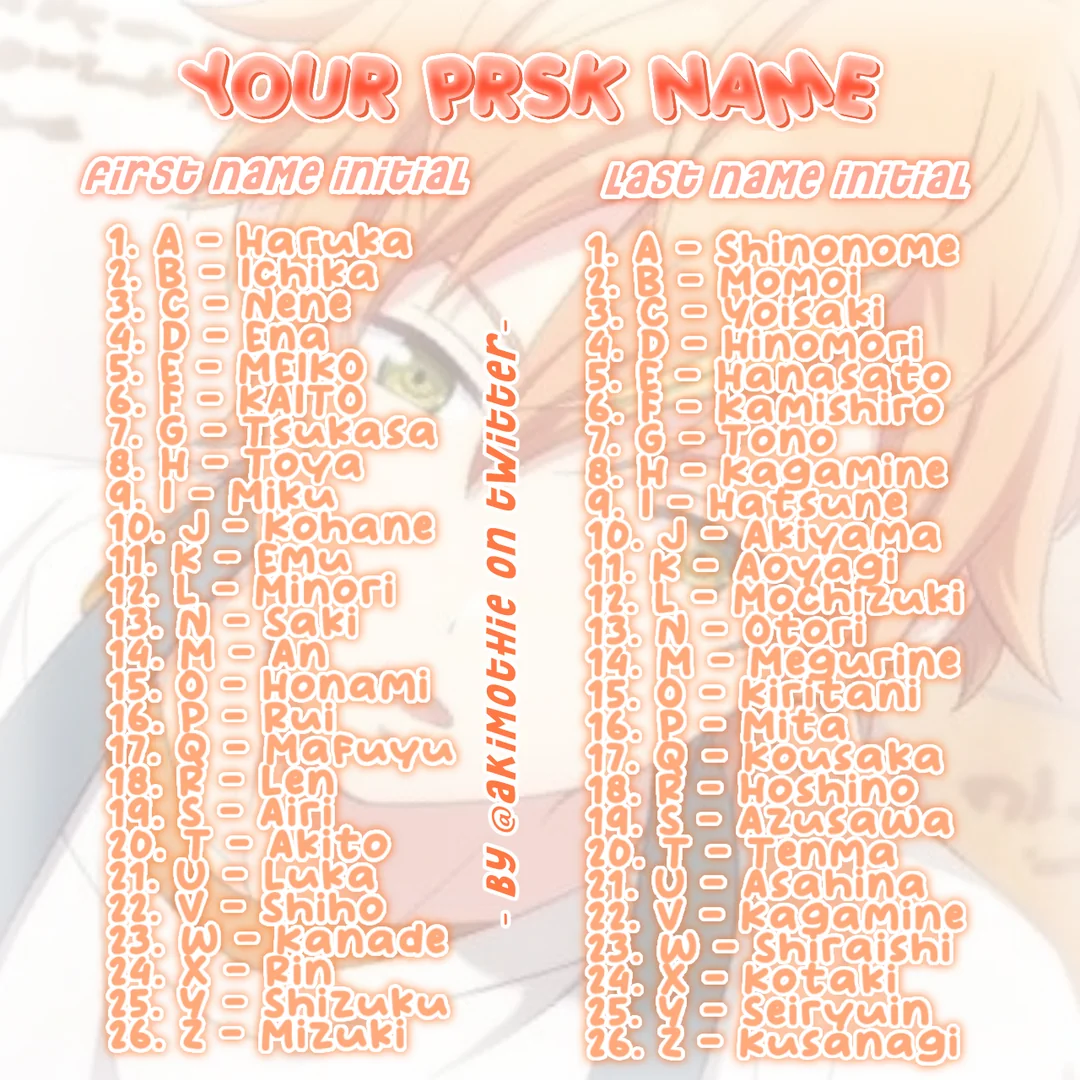 YOUR PRSK NAME
first name initial
1. A - Haruka
2. B - Ichika
3. C - Nene
4. D - Ena
5. E - MEIKO
6. F - KAITO
7. G - Tsukasa
8. H - Toya
9. I - Miku
10. J - Kohane
11. K - Emu
12. L - Minori
13. N - Saki
14. M - An
15. O - Honami
16. P - Rui
17. Q - Mafuyu
18. R - Len
19. S - Airi
20. T - Akito
21. U - Luka
22. V - Shiho
23. W - Kanade
24. X - Rin
25. Y - Shizuku
26. Z - Mizuki
- BY @akimothie on twitter-
Last name initial
1. A - Shinonome
2. B - Momoi
3. C - Yoisaki
4. D - Hinomori
5. E - Hanasato
6. F - Kamishiro
7. G - Tono
8. H - Kagamine
9. I - Hatsune
10. J - Akiyama
11. K - Aoyagi
12. L - Mochizuki
13. N - Otori
14. M - Megurine
15. O - Kiritani
16. P - Mita
17. Q - Kousaka
18. R - Hoshino
19. S - Azusawa
20. T - Tenma
21. U - Asahina
22. V - Kagamine
23. W - Shiraishi
24. X - Kotaki
25. Y - Seiryuin
26. Z - Kusanagi